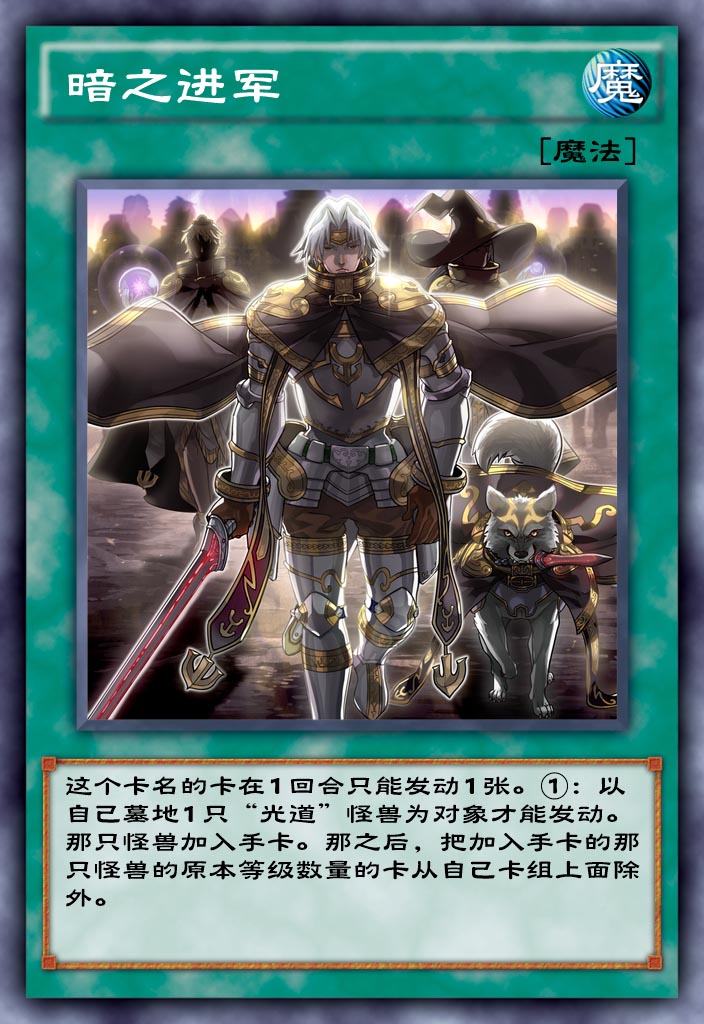 暗之进军
魔
[魔法]
这个卡名的卡在1回合只能发动1张。①：以
自己墓地1只“光道”怪兽为对象才能发动。
那只怪兽加入手卡。那之后，把加入手卡的那
只怪兽的原本等级数量的卡从自己卡组上面除
外。